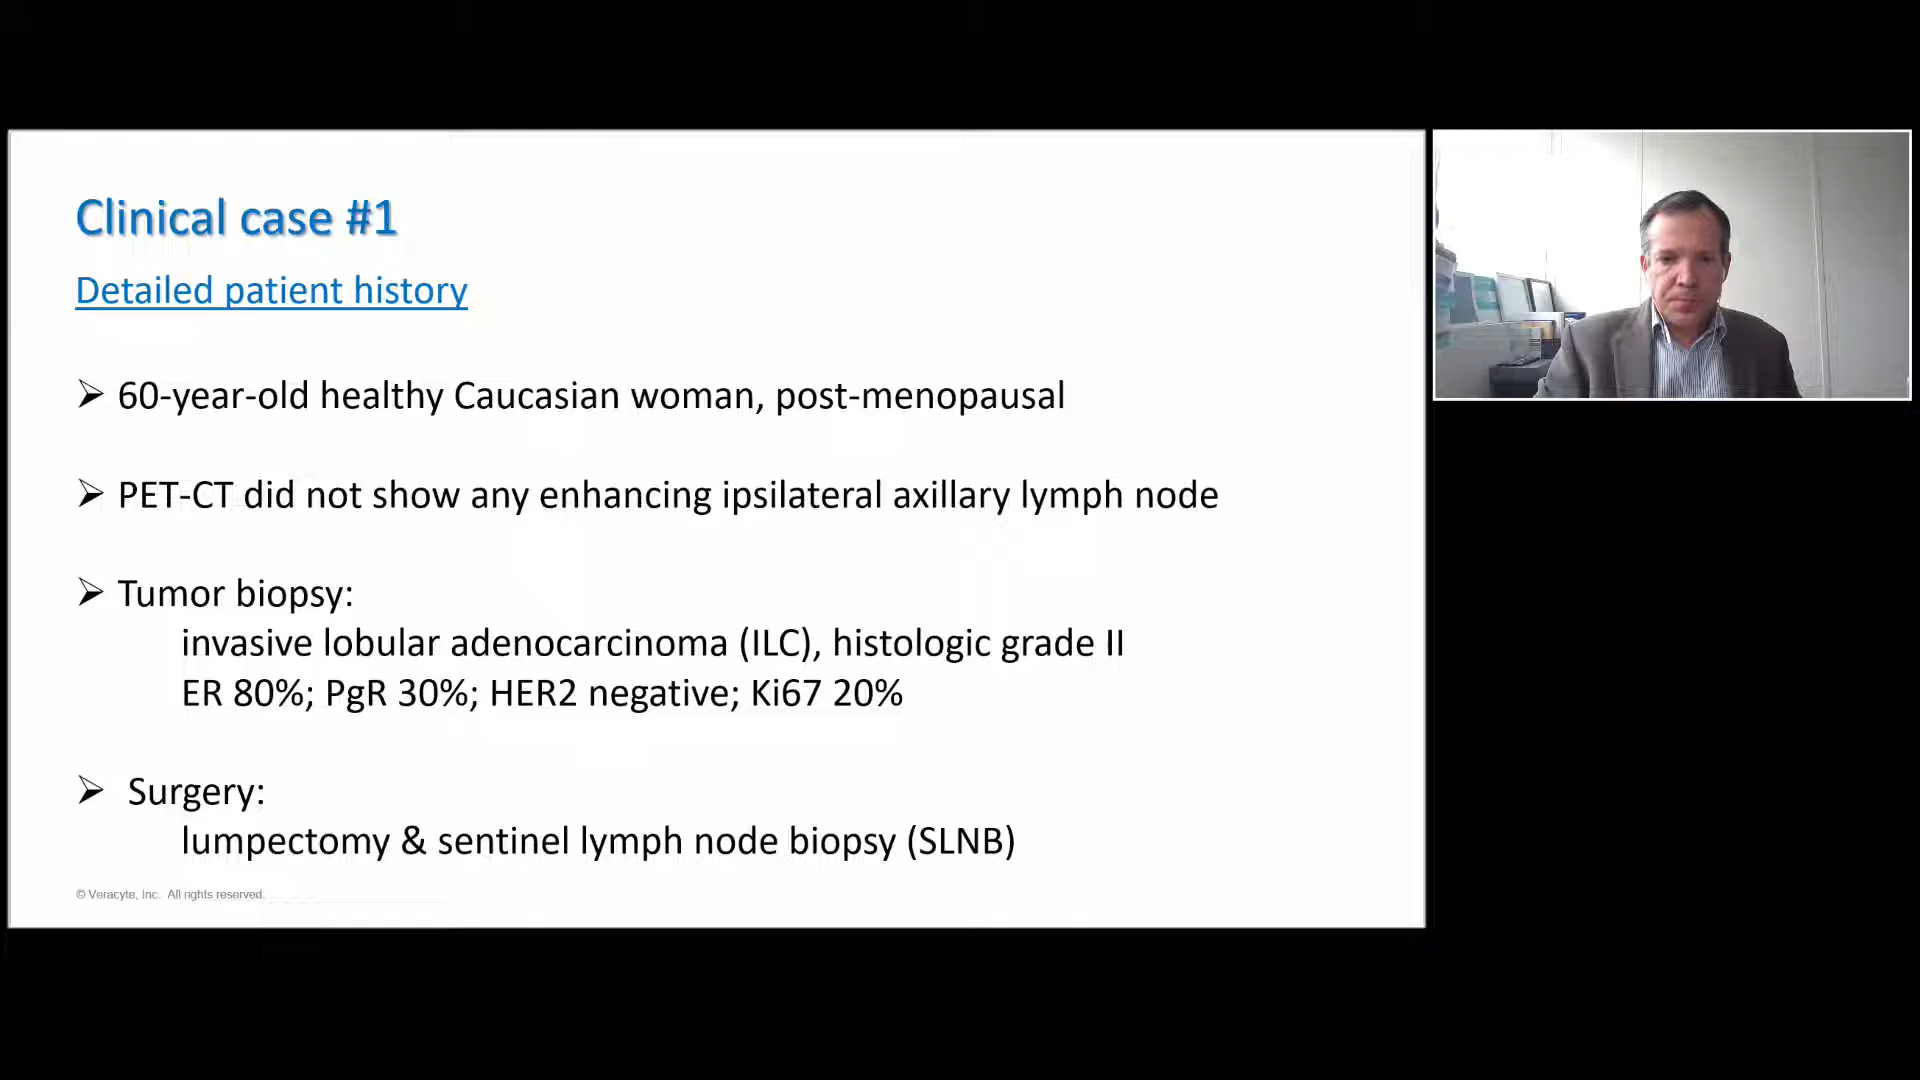 Clinical case #1
Detailed patient history
➢ 60-year-old healthy Caucasian woman, post-menopausal
➢ PET-CT did not show any enhancing ipsilateral axillary lymph node
➢ Tumor biopsy:
invasive lobular adenocarcinoma (ILC), histologic grade II
ER 80%; PgR 30%; HER2 negative; Ki67 20%
➢ Surgery:
lumpectomy & sentinel lymph node biopsy (SLNB)
© Veracyte, Inc. All rights reserved.